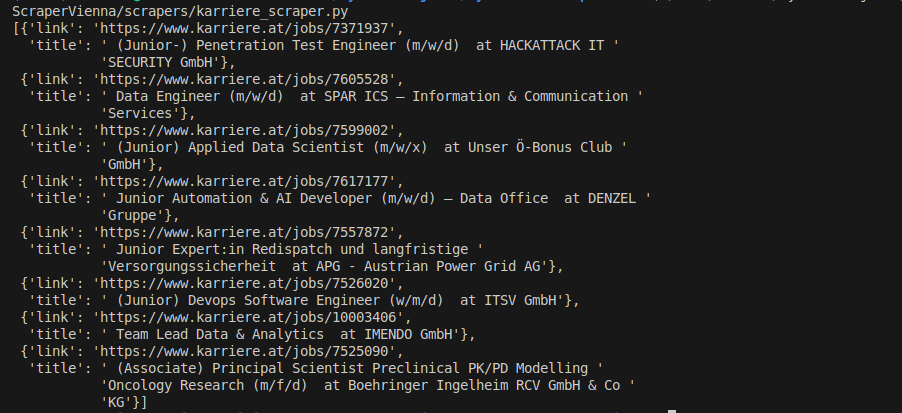 ScraperVienna/scrapers/karriere_scraper.py
[{'link': 'https://www.karriere.at/jobs/7371937',
  'title': ' (Junior-) Penetration Test Engineer (m/w/d)  at HACKATTACK IT '
           'SECURITY GmbH'},
 {'link': 'https://www.karriere.at/jobs/7605528',
  'title': ' Data Engineer (m/w/d)  at SPAR ICS – Information & Communication '
           'Services'},
 {'link': 'https://www.karriere.at/jobs/7599002',
  'title': ' (Junior) Applied Data Scientist (m/w/x)  at Unser Ö-Bonus Club '
           'GmbH'},
 {'link': 'https://www.karriere.at/jobs/7617177',
  'title': ' Junior Automation & AI Developer (m/w/d) – Data Office  at DENZEL '
           'Gruppe'},
 {'link': 'https://www.karriere.at/jobs/7557872',
  'title': ' Junior Expert:in Redispatch und langfristige '
           'Versorgungssicherheit  at APG - Austrian Power Grid AG'},
 {'link': 'https://www.karriere.at/jobs/7526020',
  'title': ' (Junior) Devops Software Engineer (w/m/d)  at ITSV GmbH'},
 {'link': 'https://www.karriere.at/jobs/10003406',
  'title': ' Team Lead Data & Analytics  at IMENDO GmbH'},
 {'link': 'https://www.karriere.at/jobs/7525090',
  'title': ' (Associate) Principal Scientist Preclinical PK/PD Modelling '
           'Oncology Research (m/f/d)  at Boehringer Ingelheim RCV GmbH & Co '
           'KG'}]